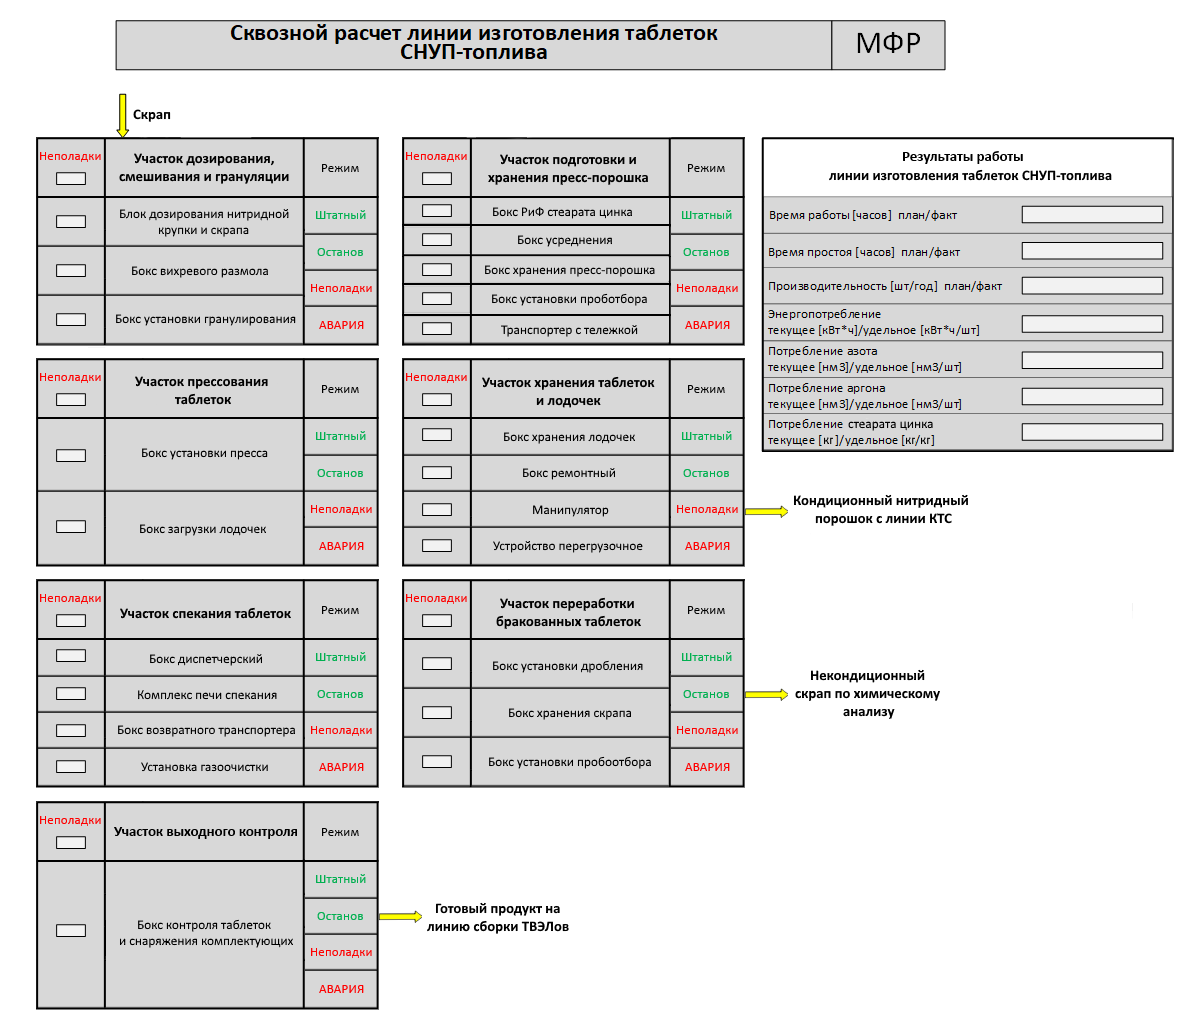 Сквозной расчет линии изготовления таблеток
СНУП-топлива
МФР
Скрап
Неполадки
Участок дозирования,
смешивания и грануляции
Режим
Блок дозирования нитридной
крупки и скрапа
Бокс вихревого размола
Бокс установки гранулирования
Штатный
Останов
Неполадки
АВАРИЯ
Неполадки
Участок подготовки и
хранения пресс-порошка
Режим
Бокс РиФ стеарата цинка
Бокс усреднения
Бокс хранения пресс-порошка
Бокс установки проботбора
Транспортер с тележкой
Штатный
Останов
Неполадки
АВАРИЯ
Результаты работы
линии изготовления таблеток СНУП-топлива
Время работы [часов] план/факт
Время простоя [часов] план/факт
Производительность [шт/год] план/факт
Энергопотребление
текущее [кВт*ч]/удельное [кВт*ч/шт]
Потребление азота
текущее [нм3]/удельное [нм3/шт]
Потребление аргона
текущее [нм3]/удельное [нм3/шт]
Потребление стеарата цинка
текущее [кг]/удельное [кг/кг]
Неполадки
Участок прессования
таблеток
Режим
Бокс установки пресса
Бокс загрузки лодочек
Штатный
Останов
Неполадки
АВАРИЯ
Неполадки
Участок хранения таблеток
и лодочек
Режим
Бокс хранения лодочек
Бокс ремонтный
Манипулятор
Устройство перегрузочное
Штатный
Останов
Неполадки
АВАРИЯ
Кондиционный нитридный
порошок с линии КТС
Неполадки
Участок спекания таблеток
Режим
Бокс диспетчерский
Комплекс печи спекания
Бокс возвратного транспортера
Установка газоочистки
Штатный
Останов
Неполадки
АВАРИЯ
Неполадки
Участок переработки
бракованных таблеток
Режим
Бокс установки дробления
Бокс хранения скрапа
Бокс установки пробоотбора
Штатный
Останов
Неполадки
АВАРИЯ
Некондиционный
скрап по химическому
анализу
Неполадки
Участок выходного контроля
Режим
Бокс контроля таблеток
и снаряжения комплектующих
Штатный
Останов
Неполадки
АВАРИЯ
Готовый продукт на
линию сборки ТВЭЛов